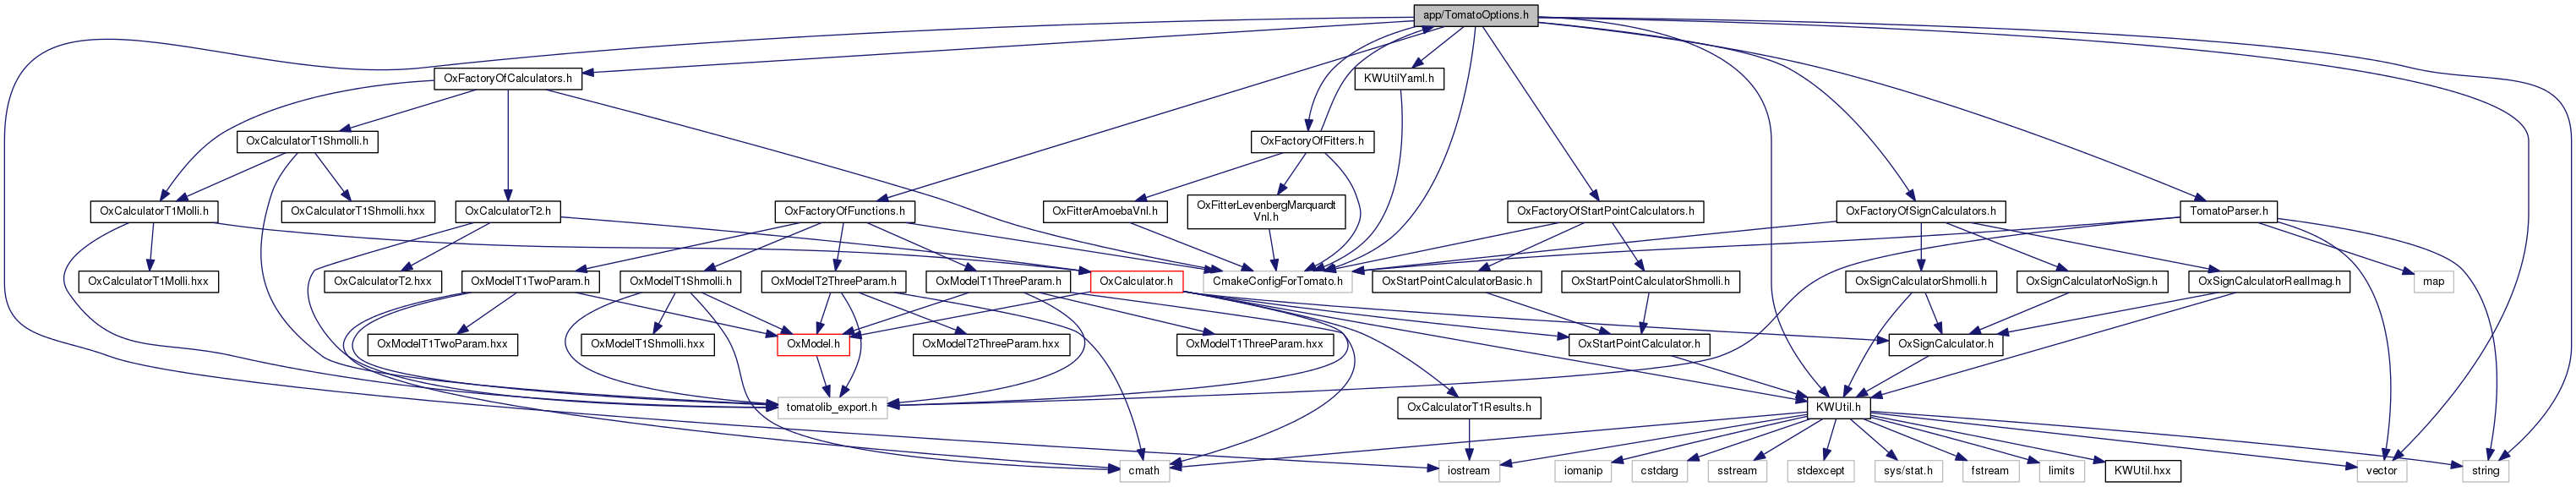 app/TomatoOptions.h
OxFactoryOfCalculators.h
KWUtilYaml.h
OxCalculatorT1Shmolli.h
OxFactoryOfFitters.h
OxCalculatorT1Molli.h
OxCalculatorT1Shmolli.hxx
OxCalculatorT2.h
OxFactoryOfFunctions.h
OxFitterAmoebaVnl.h
OxFitterLevenbergMarquardt
Vnl.h
OxFactoryOfStartPointCalculators.h
OxFactoryOfSignCalculators.h
TomatoParser.h
OxCalculatorT1Molli.hxx
OxCalculatorT2.hxx
OxModelT1TwoParam.h
OxModelT1Shmolli.h
OxModelT2ThreeParam.h
OxModelT1ThreeParam.h
OxCalculator.h
CmakeConfigForTomato.h
OxStartPointCalculatorBasic.h
OxStartPointCalculatorShmolli.h
OxSignCalculatorShmolli.h
OxSignCalculatorNoSign.h
OxSignCalculatorRealImag.h
map
OxModelT1TwoParam.hxx
OxModelT1Shmolli.hxx
OxModel.h
OxModelT2ThreeParam.hxx
OxModelT1ThreeParam.hxx
OxStartPointCalculator.h
OxSignCalculator.h
tomatolib_export.h
OxCalculatorT1Results.h
KWUtil.h
cmath
iostream
iomanip
cstdarg
sstream
stdexcept
sys/stat.h
fstream
limits
KWUtil.hxx
vector
string